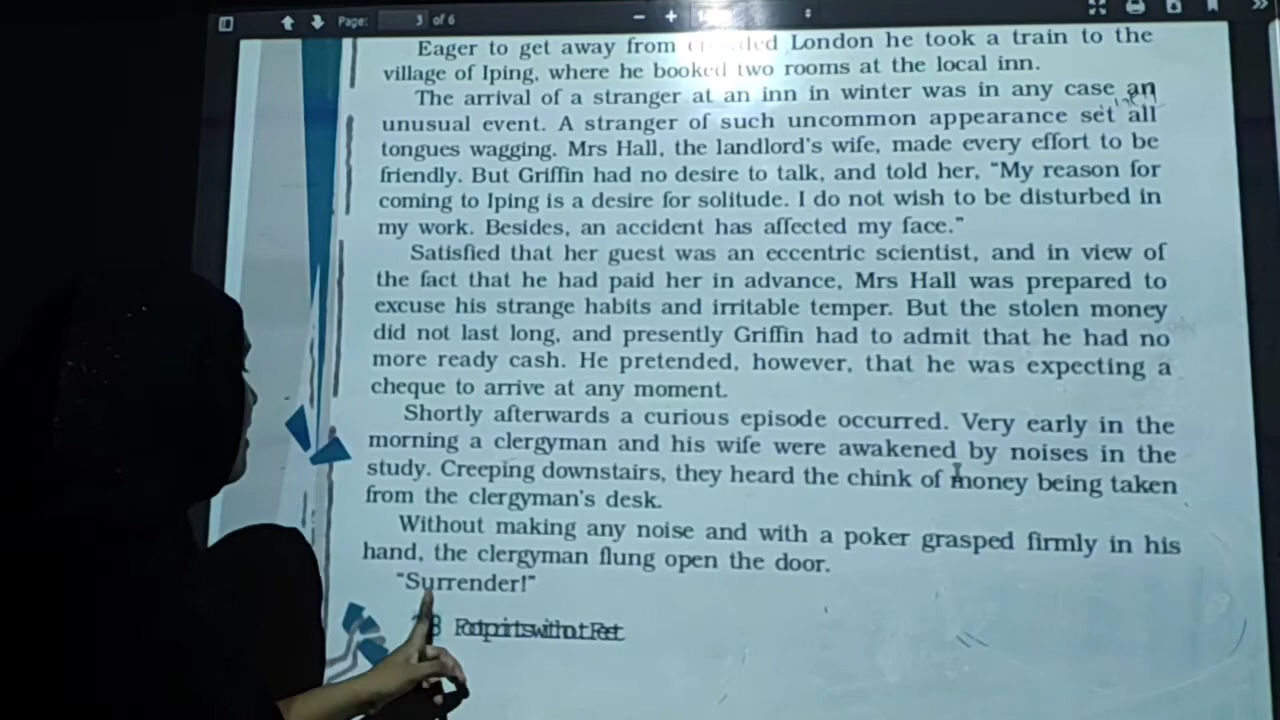 Page: 3 of 6
Eager to get away from London he took a train to the
village of Iping, where he booked two rooms at the local inn.
The arrival of a stranger at an inn in winter was in any case an
unusual event. A stranger of such uncommon appearance set all
tongues wagging. Mrs Hall, the landlord's wife, made every effort to be
friendly. But Griffin had no desire to talk, and told her, "My reason for
coming to Iping is a desire for solitude. I do not wish to be disturbed in
my work. Besides, an accident has affected my face."
Satisfied that her guest was an eccentric scientist, and in view of
the fact that he had paid her in advance, Mrs Hall was prepared to
excuse his strange habits and irritable temper. But the stolen money
did not last long, and presently Griffin had to admit that he had no
more ready cash. He pretended, however, that he was expecting a
cheque to arrive at any moment.
Shortly afterwards a curious episode occurred. Very early in the
morning a clergyman and his wife were awakened by noises in the
study. Creeping downstairs, they heard the chink of money being taken
from the clergyman's desk.
Without making any noise and with a poker grasped firmly in his
hand, the clergyman flung open the door.
"Surrender!"
Footprints without Feet